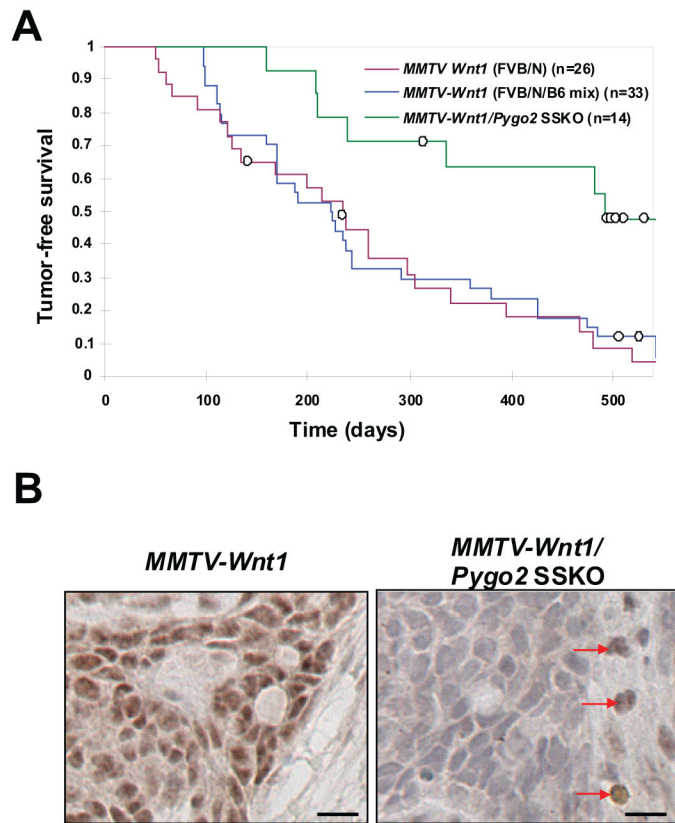 A
Tumor-free survival
1
0.9
0.8
0.7
0.6
0.5
0.4
0.3
0.2
0.1
0
MMTV Wnt1 (FVB/N) (n=26)
MMTV-Wnt1 (FVB/N/B6 mix) (n=33)
MMTV-Wnt1/Pygo2 SSKO (n=14)
0 100 200 300 400 500
Time (days)
B
MMTV-Wnt1
MMTV-Wnt1/
Pygo2 SSKO